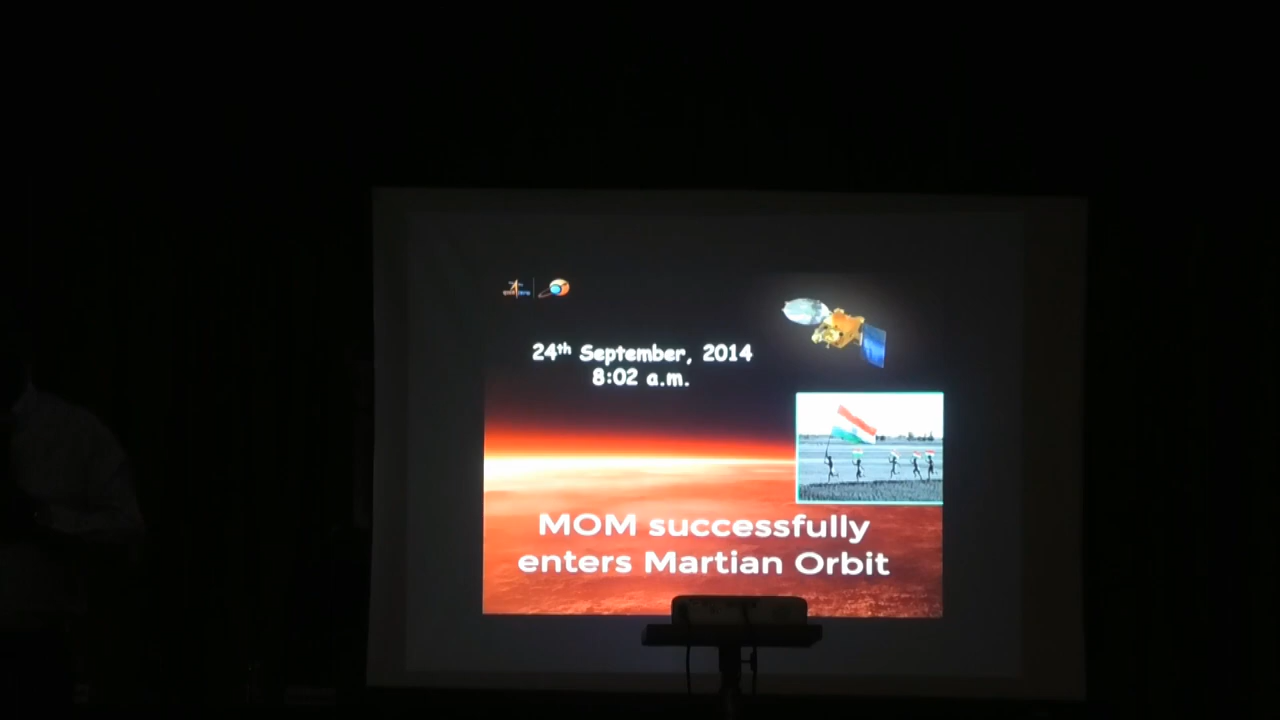 24th September, 2014
8:02 a.m.
MOM successfully
enters Martian Orbit